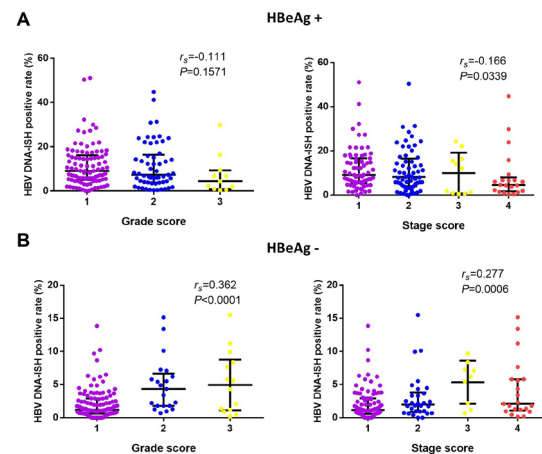 A
HBeAg +
HBV DNA-ISH positive rate (%)
60
40
20
0
rs=-0.111
P=0.1571
1 2 3
Grade score
HBV DNA-ISH positive rate (%)
60
40
20
0
rs=-0.166
P=0.0339
1 2 3 4
Stage score
B
HBeAg -
HBV DNA-ISH positive rate (%)
20
15
10
5
0
rs=0.362
P<0.0001
1 2 3
Grade score
HBV DNA-ISH positive rate (%)
20
15
10
5
0
rs=0.277
P=0.0006
1 2 3 4
Stage score